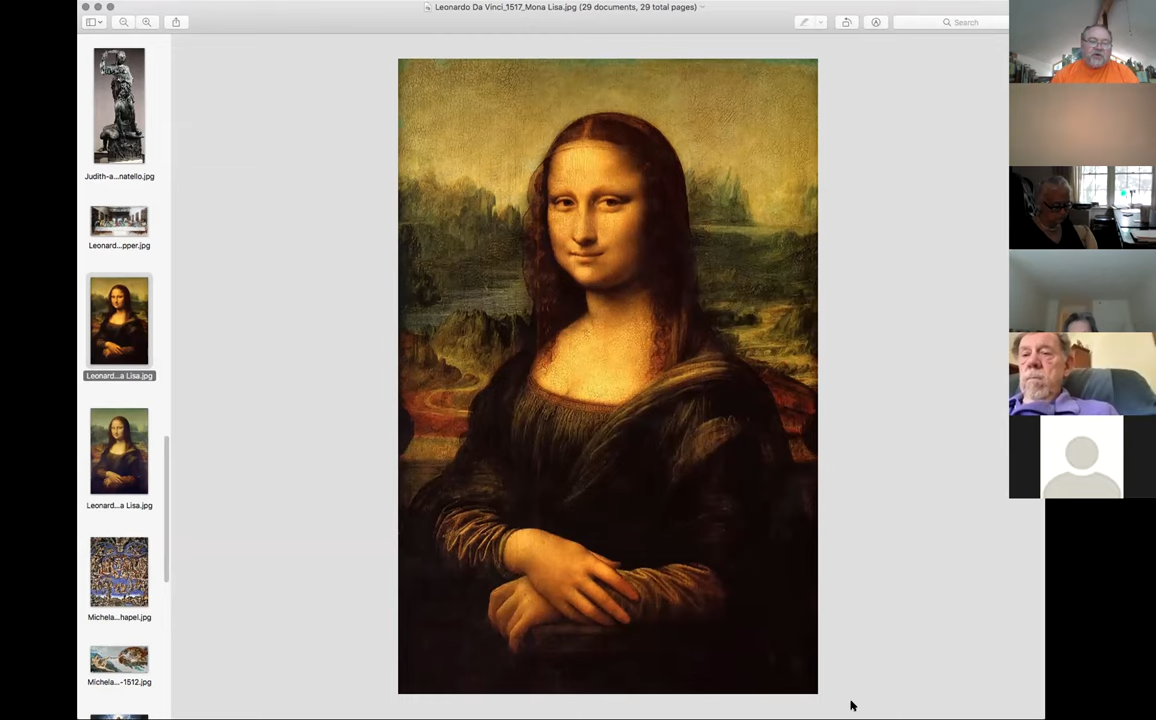 Leonardo Da Vinci_1517_Mona Lisa.jpg (29 documents, 29 total pages)
Search
Judith-a...natello.jpg
Leonard...pper.jpg
Leonard...a Lisa.jpg
Leonard...a Lisa.jpg
Michela...hapel.jpg
Michela...-1512.jpg